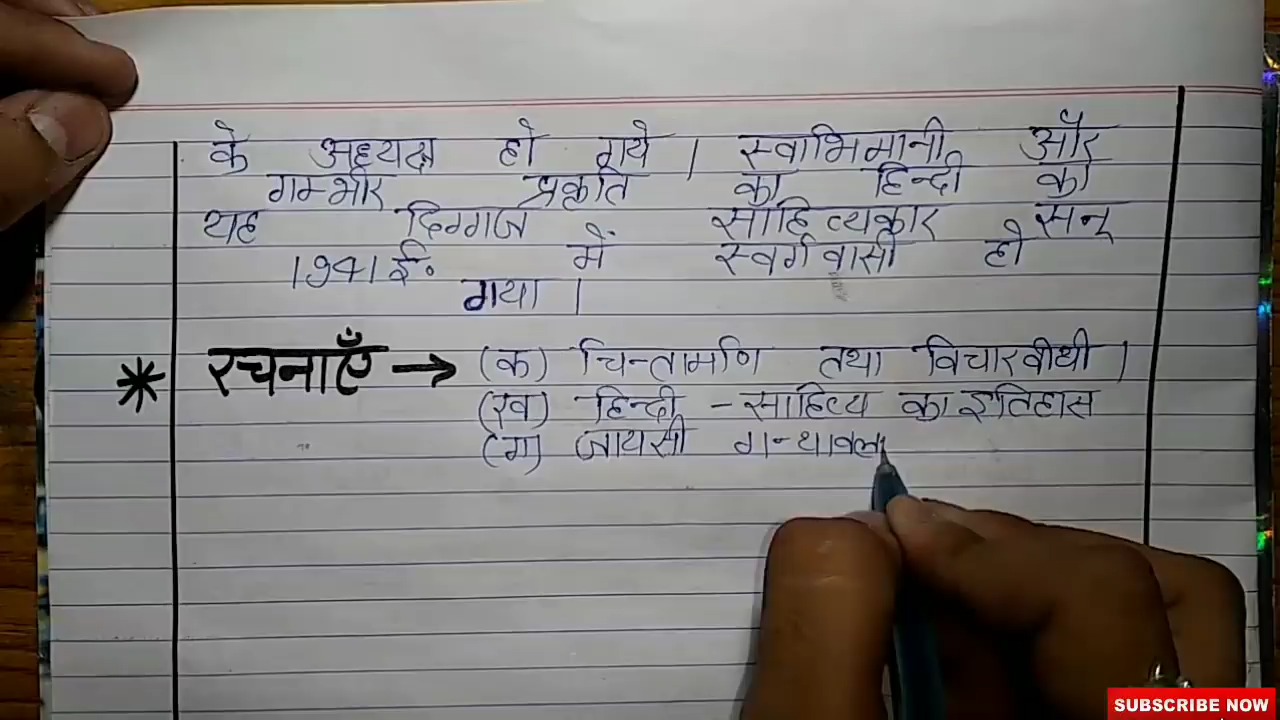 के अध्यक्ष हो गये । स्वाभिमानी और
गम्भीर प्रकृति का हिन्दी का
यह दिग्गज साहित्यकार सन्
1941 ई० में स्वर्गवासी हो
गया ।
* रचनाएँ → (क) चिन्तामणि तथा विचारवीथी ।
(ख) हिन्दी - साहित्य का इतिहास
(ग) जायसी ग्रन्थावल
SUBSCRIBE NOW